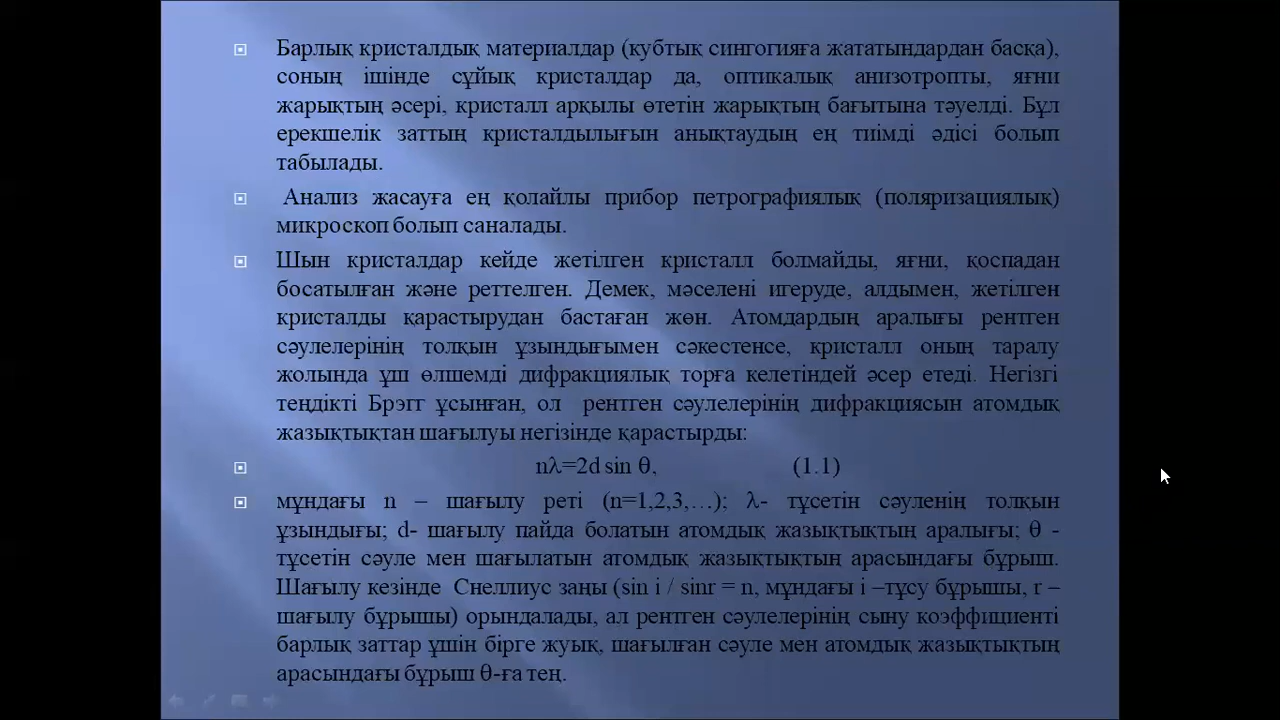 Барлық кристалдық материалдар (кубтық сингогияға жататындардан басқа),
соның ішінде сұйық кристалдар да, оптикалық анизотропты, яғни
жарықтың әсері, кристалл арқылы өтетін жарықтың бағытына тәуелді. Бұл
ерекшелік заттың кристалдылығын анықтаудың ең тиімді әдісі болып
табылады.
Анализ жасауға ең қолайлы прибор петрографиялық (поляризациялық)
микроскоп болып саналады.
Шын кристалдар кейде жетілген кристалл болмайды, яғни, қоспадан
босатылған және реттелген. Демек, мәселені игеруде, алдымен, жетілген
кристалды қарастырудан бастаған жөн. Атомдардың аралығы рентген
сәулелерінің толқын ұзындығымен сәкестенсе, кристалл оның таралу
жолында үш өлшемді дифракциялық торға келетіндей әсер етеді. Негізгі
теңдікті Брэгг ұсынған, ол рентген сәулелерінің дифракциясын атомдық
жазықтықтан шағылуы негізінде қарастырды:
nλ=2d sin θ, (1.1)
мұндағы n – шағылу реті (n=1,2,3,…); λ- түсетін сәуленің толқын
ұзындығы; d- шағылу пайда болатын атомдық жазықтықтың аралығы; θ -
түсетін сәуле мен шағылатын атомдық жазықтықтың арасындағы бұрыш.
Шағылу кезінде Снеллиус заңы (sin i / sinr = n, мұндағы i –түсу бұрышы, r –
шағылу бұрышы) орындалады, ал рентген сәулелерінің сыну коэффициенті
барлық заттар үшін бірге жуық, шағылған сәуле мен атомдық жазықтықтың
арасындағы бұрыш θ-ға тең.